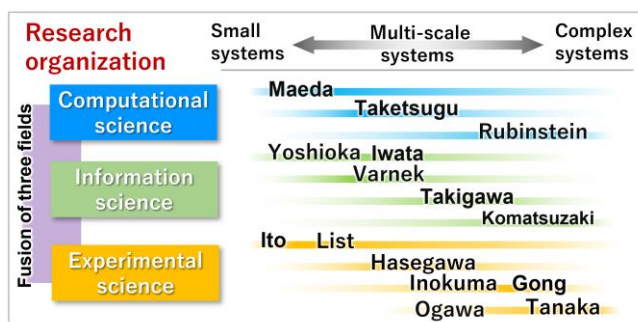 Research organization
Small systems
Multi-scale systems
Complex systems
Fusion of three fields
Computational science
Maeda
Taketsugu
Rubinstein
Information science
Yoshioka Iwata
Varnek
Takigawa
Komatsuzaki
Experimental science
Ito List
Hasegawa
Inokuma Gong
Ogawa Tanaka